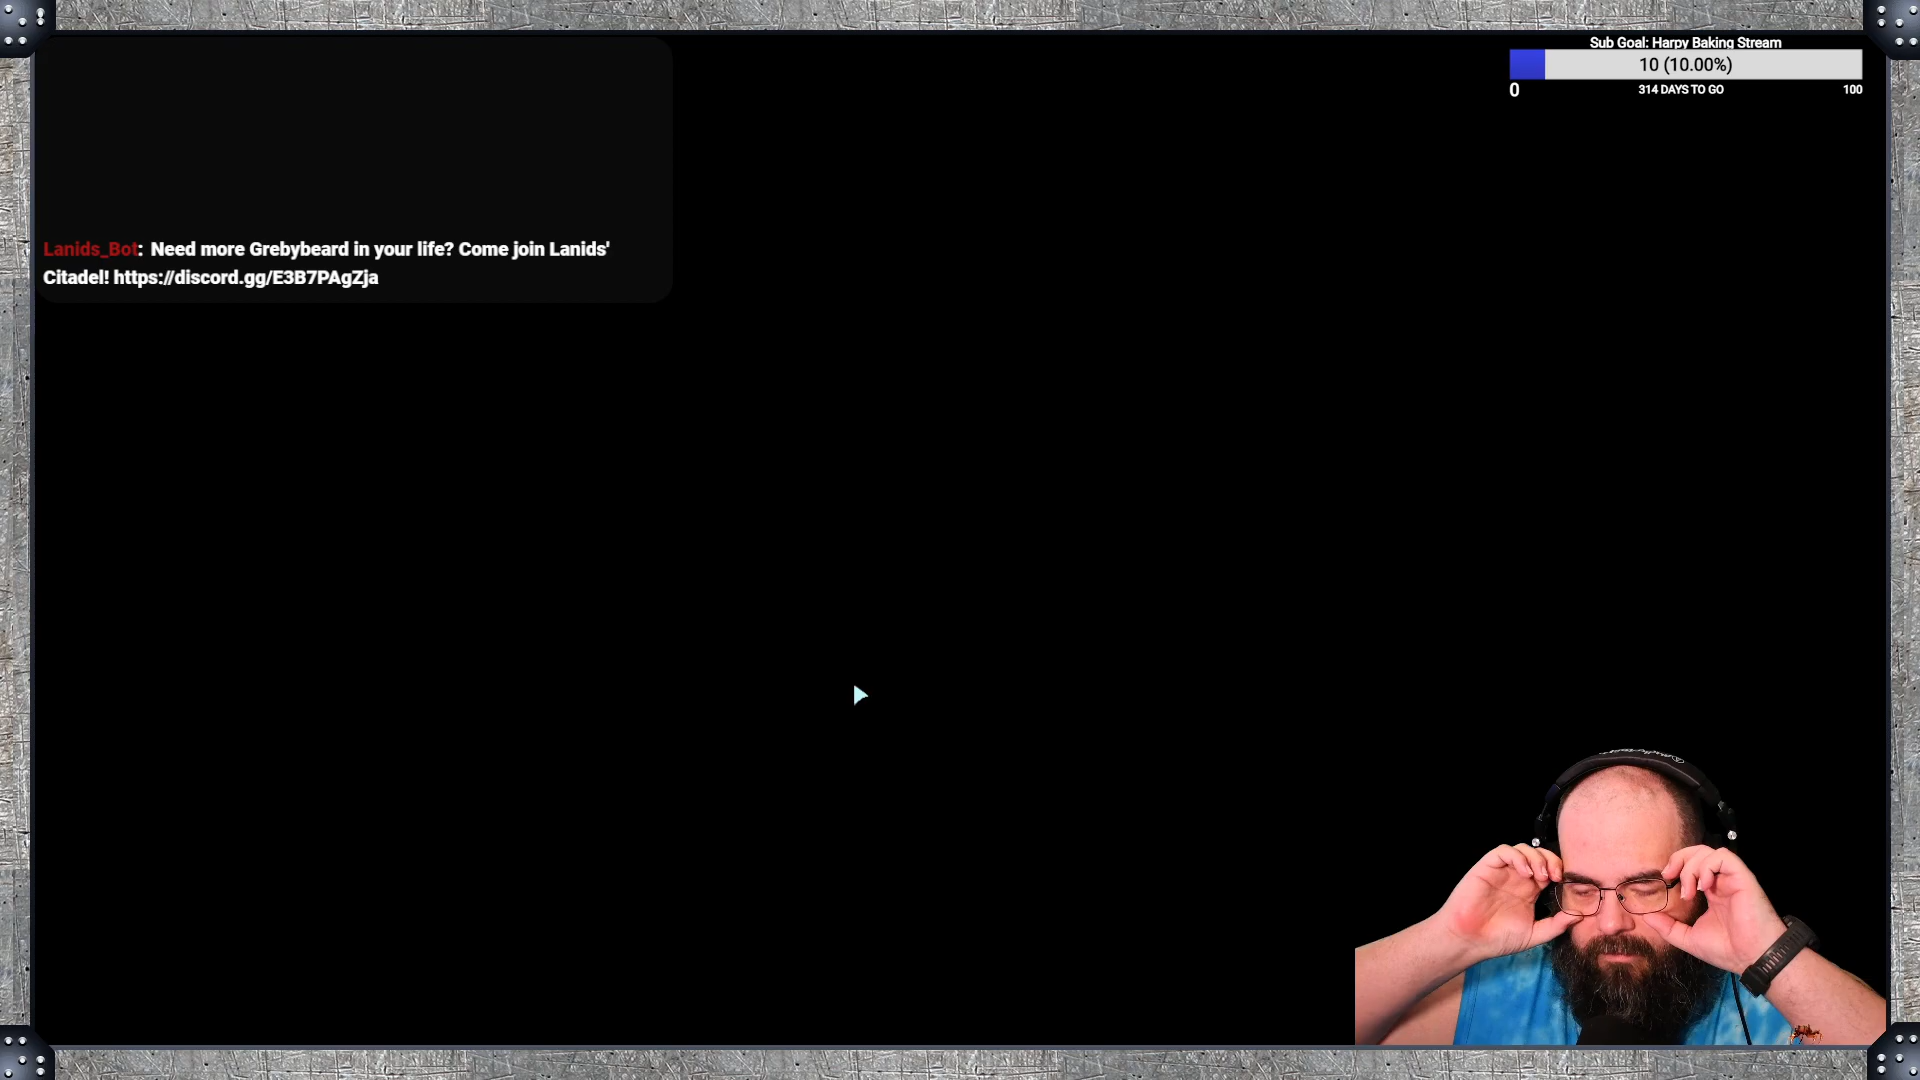 Sub Goal: Harpy Baking Stream
10 (10.00%)
0 314 DAYS TO GO 100
Lanids_Bot: Need more Grebybeard in your life? Come join Lanids'
Citadel! https://discord.gg/E3B7PAgZja